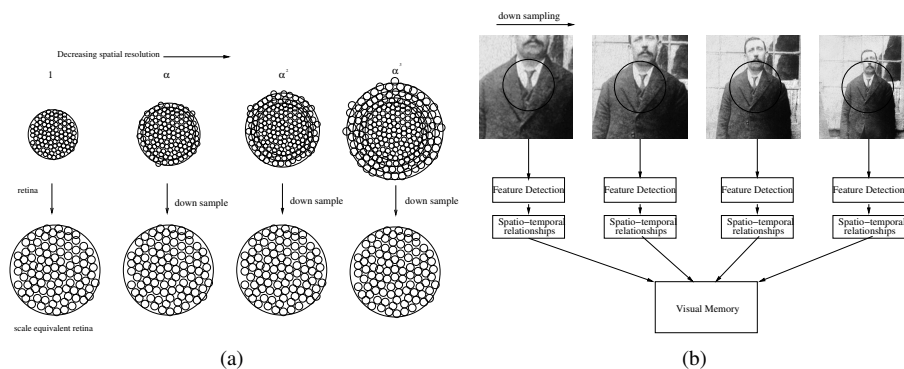 Decreasing spatial resolution
1
α
α²
α³
retina
down sample
down sample
down sample
scale equivalent retina
(a)
down sampling
Feature Detection
Feature Detection
Feature Detection
Feature Detection
Spatio-temporal
relationships
Spatio-temporal
relationships
Spatio-temporal
relationships
Spatio-temporal
relationships
Visual Memory
(b)